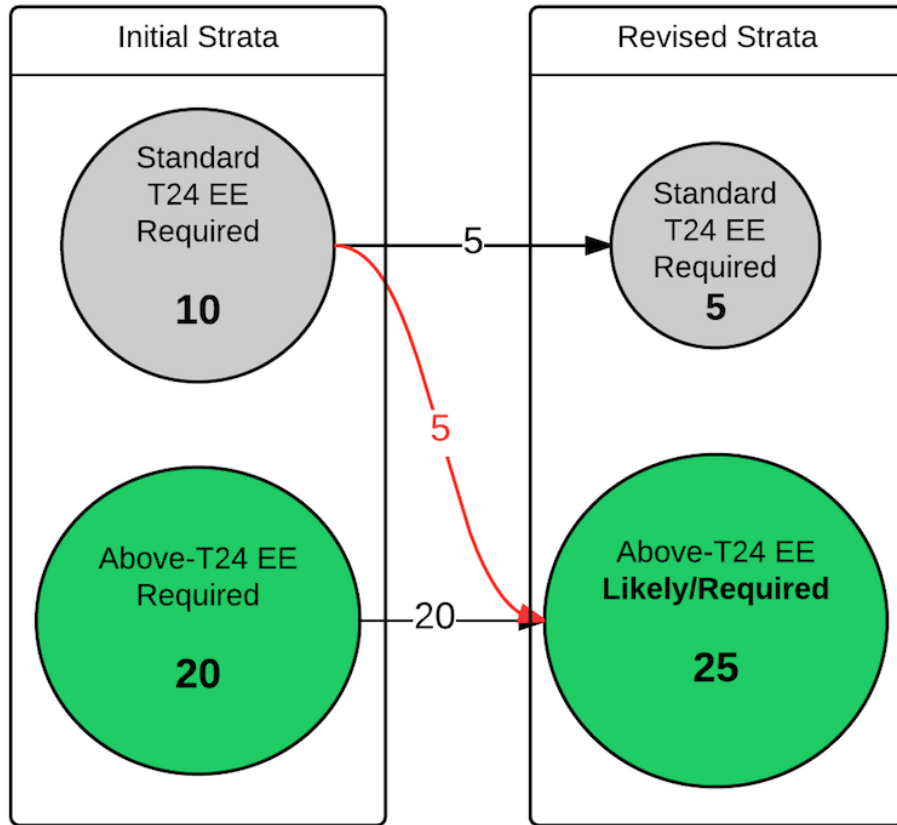 Initial Strata
Standard
T24 EE
Required
10
Above-T24 EE
Required
20
5
5
20
Revised Strata
Standard
T24 EE
Required
5
Above-T24 EE
Likely/Required
25